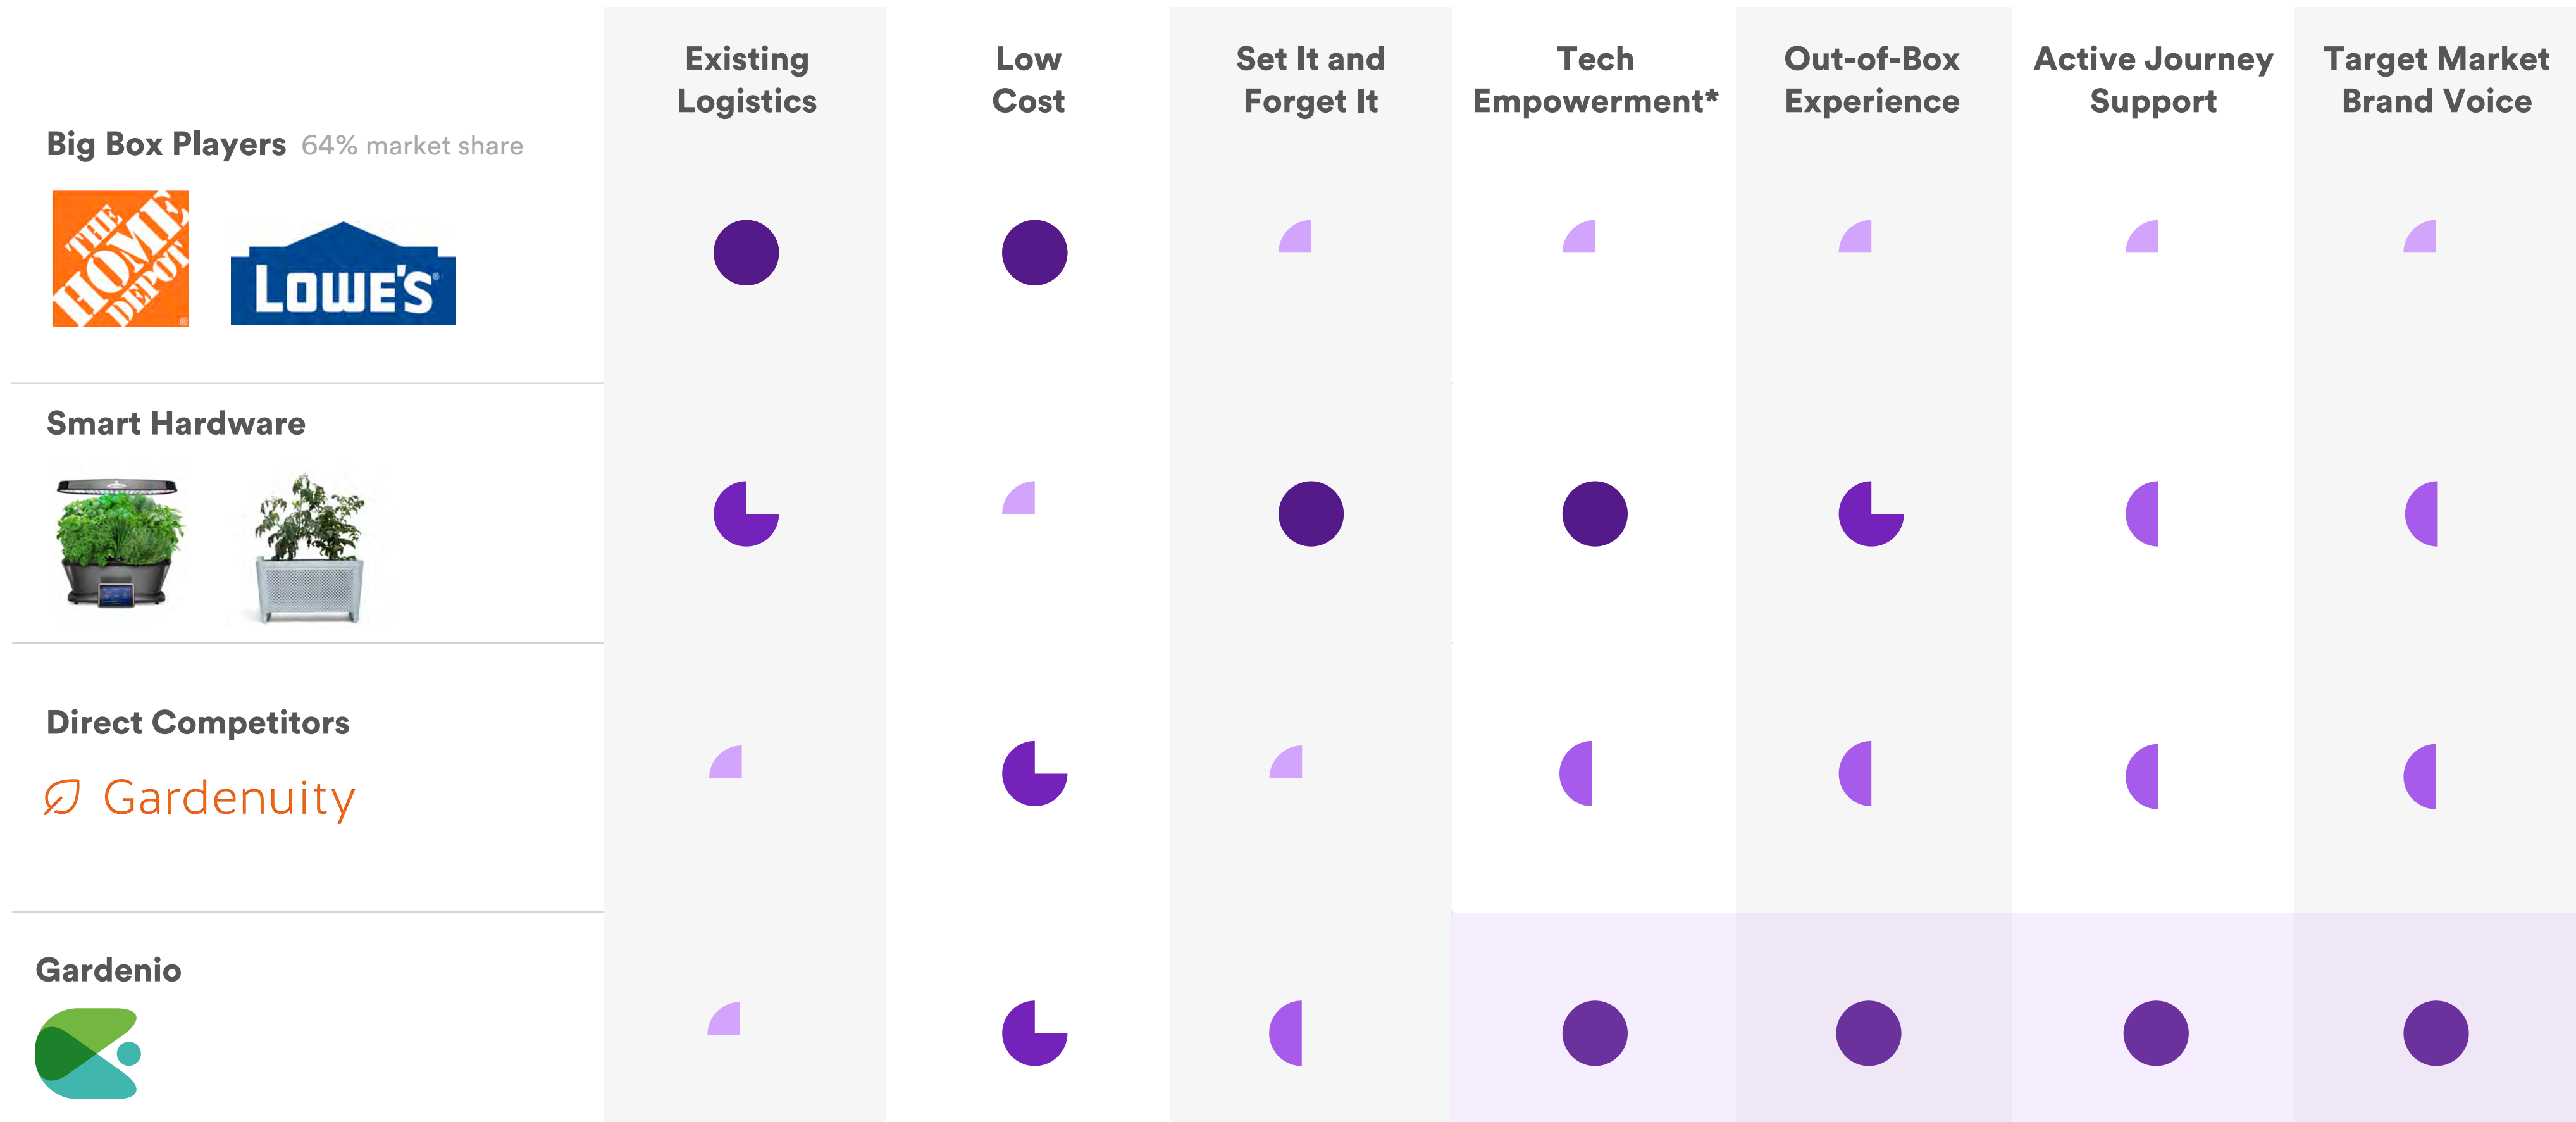 Existing
Logistics
Low
Cost
Set It and
Forget It
Tech
Empowerment*
Out-of-Box
Experience
Active Journey
Support
Target Market
Brand Voice
Big Box Players 64% market share
THE
HOME
DEPOT
®
LOWE'S®
Smart Hardware
Direct Competitors
Gardenuity
Gardenio